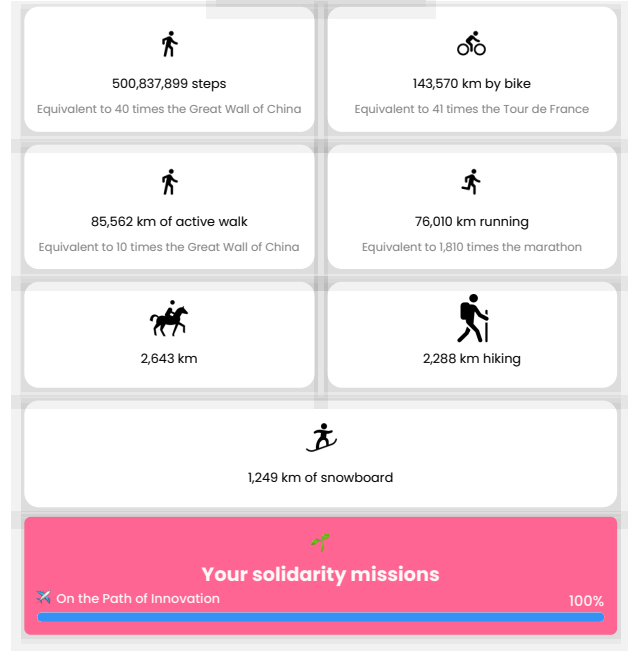 500,837,899 steps
Equivalent to 40 times the Great Wall of China
143,570 km by bike
Equivalent to 41 times the Tour de France
85,562 km of active walk
Equivalent to 10 times the Great Wall of China
76,010 km running
Equivalent to 1,810 times the marathon
2,643 km
2,288 km hiking
1,249 km of snowboard
Your solidarity missions
On the Path of Innovation
100%